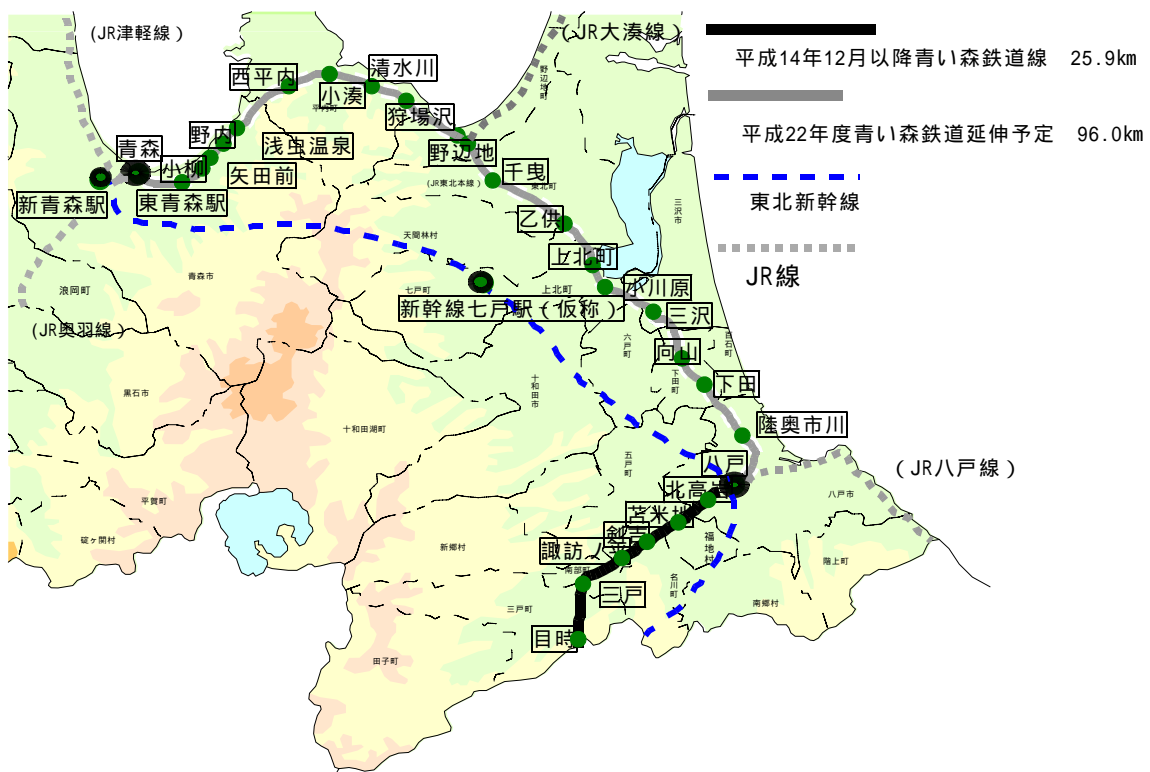 (JR津軽線)
(JR大湊線)
平成14年12月以降青い森鉄道線 25.9km
平成22年度青い森鉄道延伸予定 96.0km
東北新幹線
JR線
清水川
西平内
小湊
平内町
野辺地町
狩場沢
野内
浅虫温泉
青森
小柳
矢田前
野辺地
千曳
(JR東北本線)
東北町
新青森駅
東青森駅
乙供
三沢市
天間林村
上北町
青森市
浪岡町
七戸町
上北町
小川原
新幹線七戸駅(仮称)
三沢
(JR奥羽線)
六戸町
百石町
向山
下田町
下田
黒石市
十和田市
十和田湖町
陸奥市川
五戸町
八戸
(JR八戸線)
北高岩
八戸市
平賀町
苫米地
剣吉
碇ヶ関村
新郷村
諏訪ノ平
福地村
階上町
南部町
名川町
三戸
三戸町
南郷村
目時
田子町